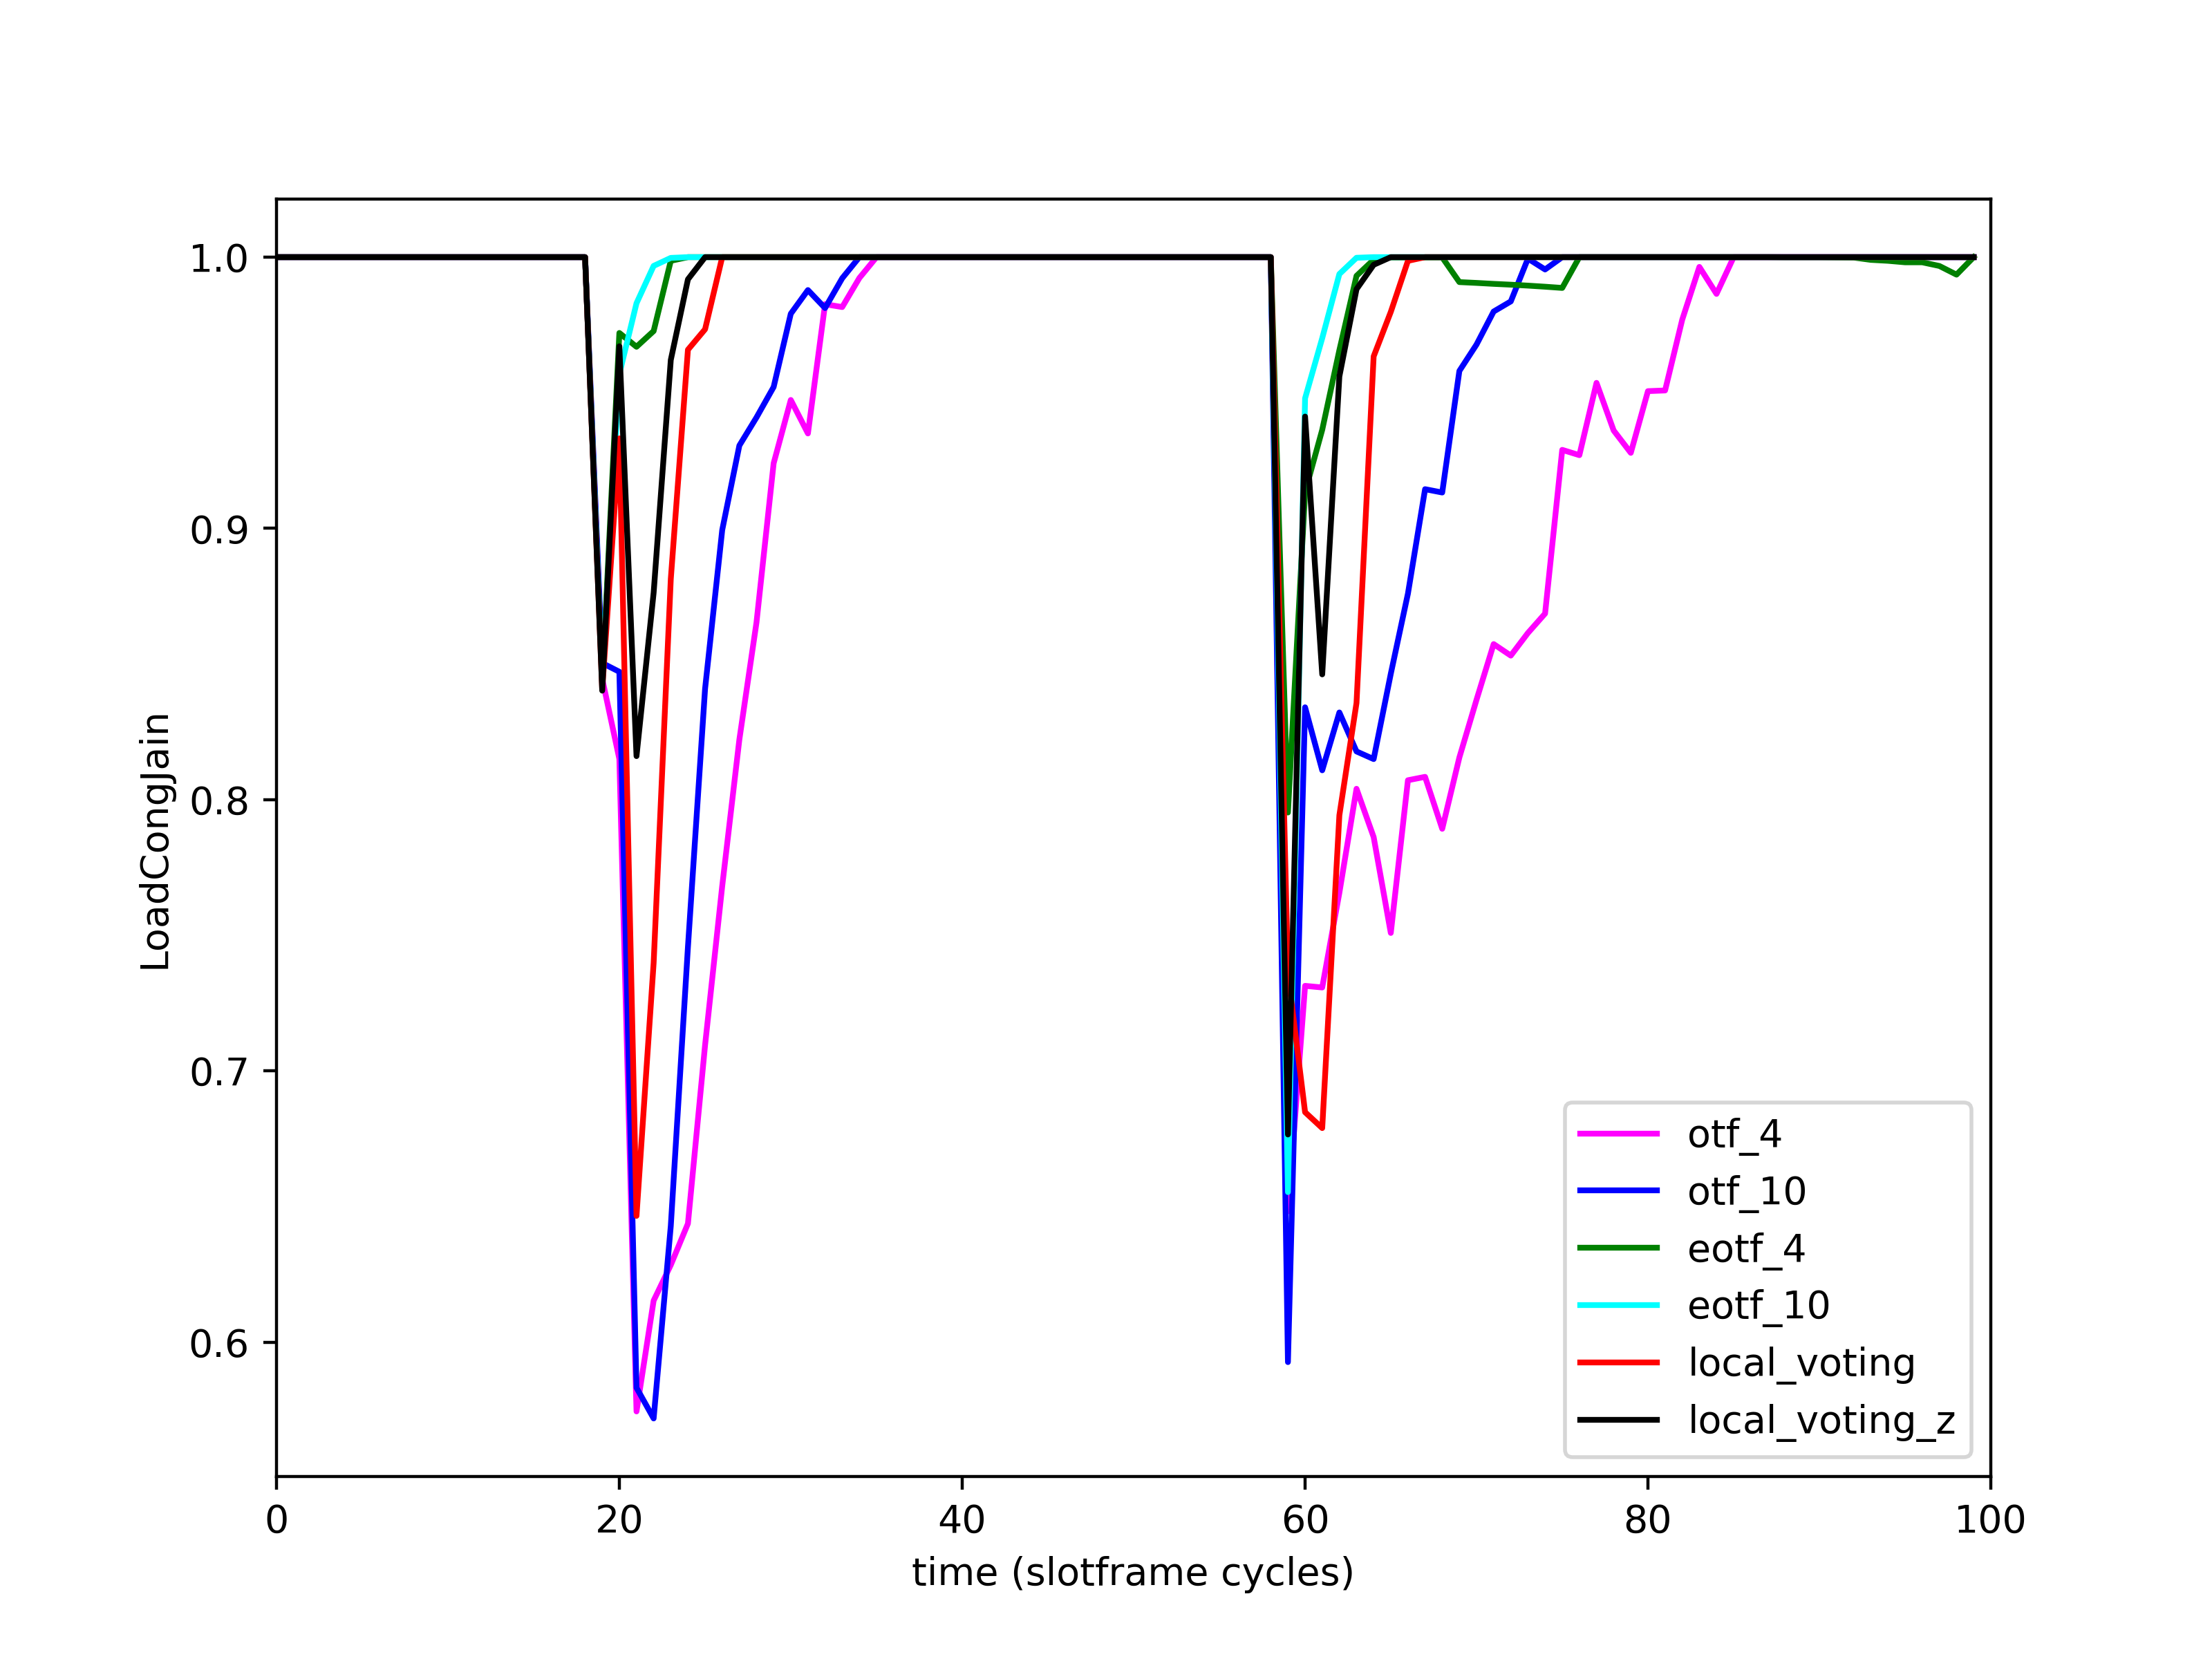 1.0
0.9
0.8
0.7
0.6
LoadCongJain
0 20 40 60 80 100
time (slotframe cycles)
otf_4
otf_10
eotf_4
eotf_10
local_voting
local_voting_z